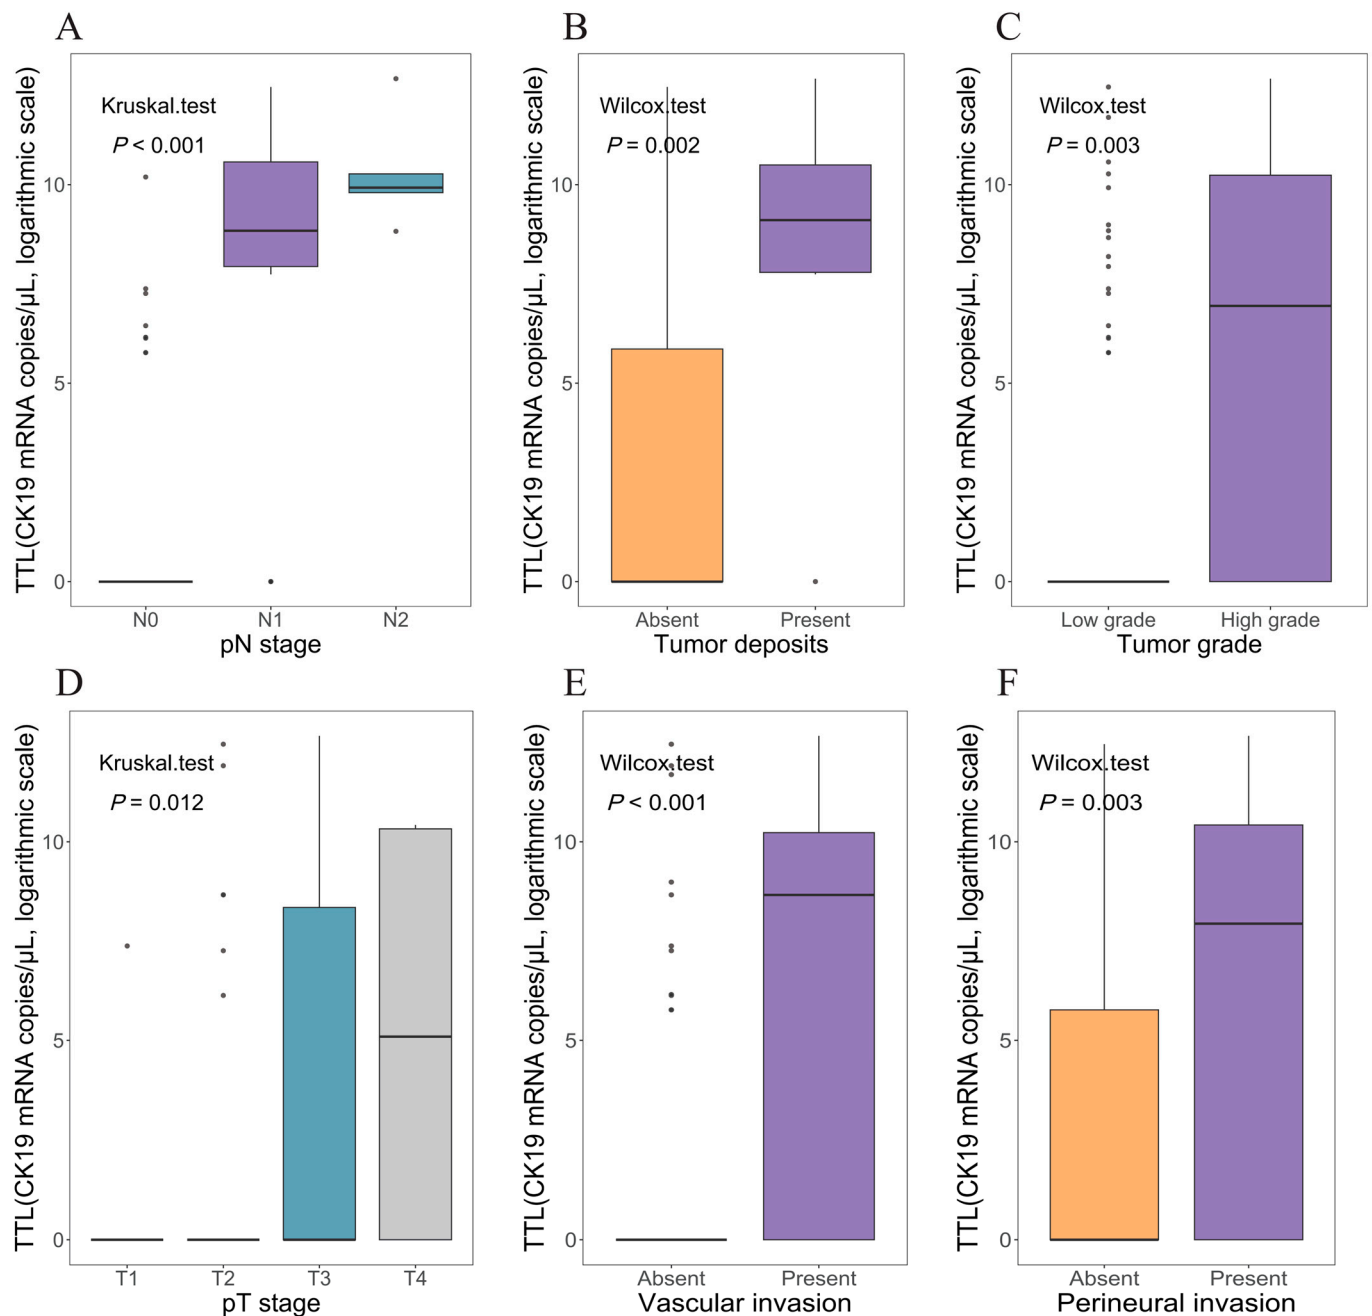 A
TTL(CK19 mRNA copies/μL, logarithmic scale)
Kruskal.test
P < 0.001
10
5
0
N0 N1 N2
pN stage
B
TTL(CK19 mRNA copies/μL, logarithmic scale)
Wilcox.test
P = 0.002
10
5
0
Absent Present
Tumor deposits
C
TTL(CK19 mRNA copies/μL, logarithmic scale)
Wilcox.test
P = 0.003
10
5
0
Low grade High grade
Tumor grade
D
TTL(CK19 mRNA copies/μL, logarithmic scale)
Kruskal.test
P = 0.012
10
5
0
T1 T2 T3 T4
pT stage
E
TTL(CK19 mRNA copies/μL, logarithmic scale)
Wilcox.test
P < 0.001
10
5
0
Absent Present
Vascular invasion
F
TTL(CK19 mRNA copies/μL, logarithmic scale)
Wilcox.test
P = 0.003
10
5
0
Absent Present
Perineural invasion